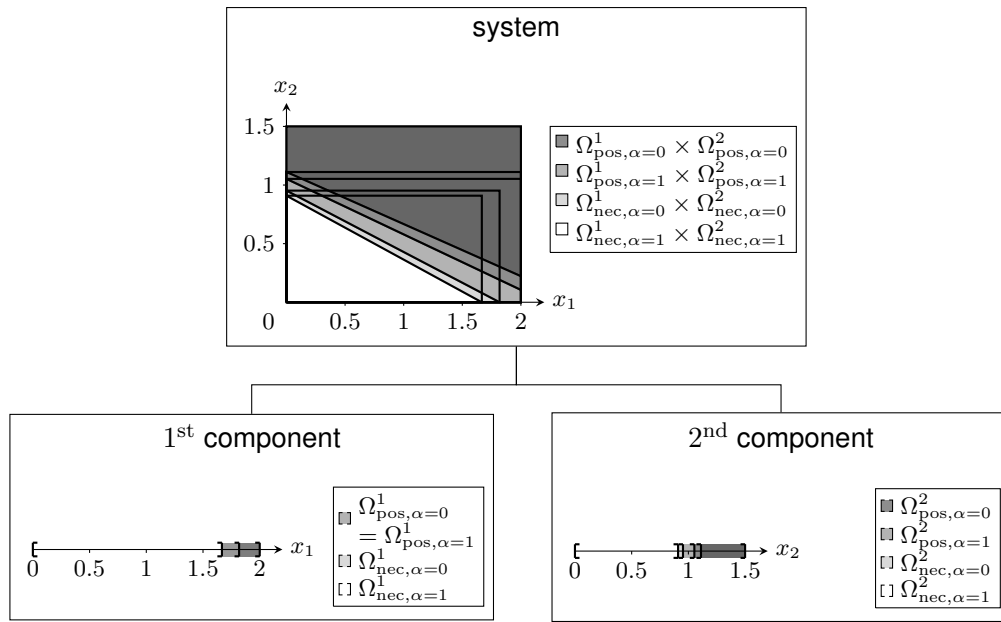 system
x₂
1.5
1
0.5
0
0.5
1
1.5
2
x₁
Ω¹pos,α=0 × Ω²pos,α=0
Ω¹pos,α=1 × Ω²pos,α=1
Ω¹nec,α=0 × Ω²nec,α=0
Ω¹nec,α=1 × Ω²nec,α=1
1st component
0
0.5
1
1.5
2
x₁
Ω¹pos,α=0
= Ω¹pos,α=1
Ω¹nec,α=0
Ω¹nec,α=1
2nd component
0
0.5
1
1.5
x₂
Ω²pos,α=0
Ω²pos,α=1
Ω²nec,α=0
Ω²nec,α=1